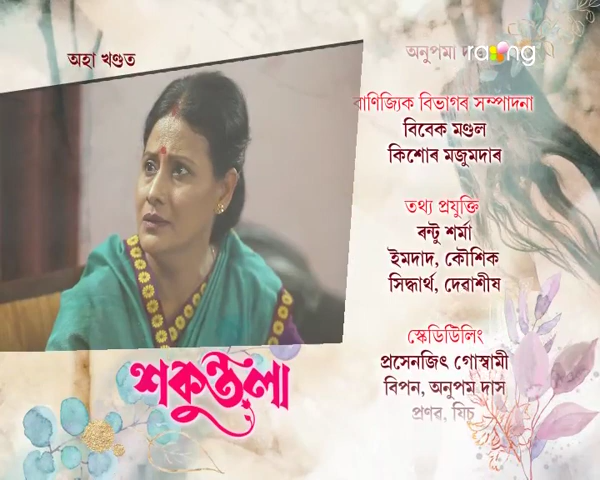 অহা খণ্ডত
অনুপমা
rang
বাণিজ্যিক বিভাগৰ সম্পাদনা
বিবেক মণ্ডল
কিশোৰ মজুমদাৰ
তথ্য প্ৰযুক্তি
ৰন্টু শৰ্মা
ইমদাদ, কৌশিক
সিদ্ধাৰ্থ, দেৱাশীষ
স্কেডিউলিং
প্ৰসেনজিৎ গোস্বামী
বিপন, অনুপম দাস
প্ৰণৱ, যিচু
শকুন্তলা